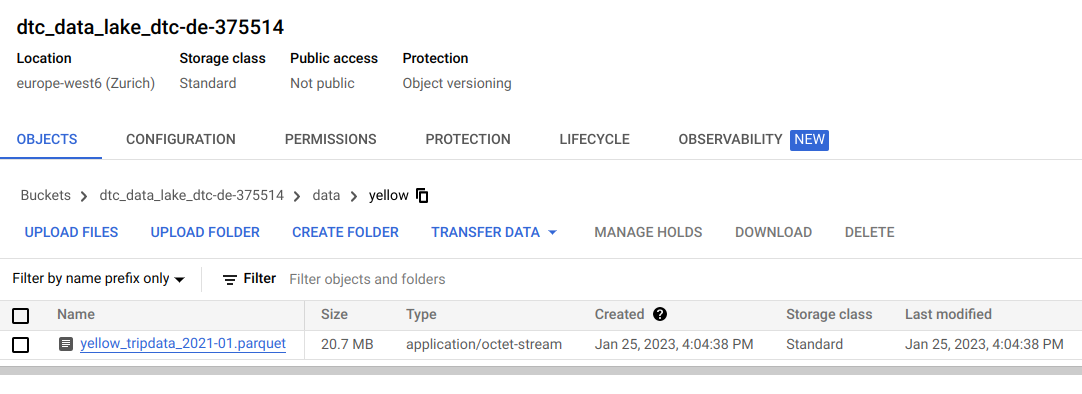 dtc_data_lake_dtc-de-375514
Location Storage class Public access Protection
europe-west6 (Zurich) Standard Not public Object versioning
OBJECTS CONFIGURATION PERMISSIONS PROTECTION LIFECYCLE OBSERVABILITY NEW
Buckets > dtc_data_lake_dtc-de-375514 > data > yellow
UPLOAD FILES UPLOAD FOLDER CREATE FOLDER TRANSFER DATA MANAGE HOLDS DOWNLOAD DELETE
Filter by name prefix only Filter Filter objects and folders
Name Size Type Created ? Storage class Last modified
yellow_tripdata_2021-01.parquet 20.7 MB application/octet-stream Jan 25, 2023, 4:04:38 PM Standard Jan 25, 2023, 4:04:38 PM